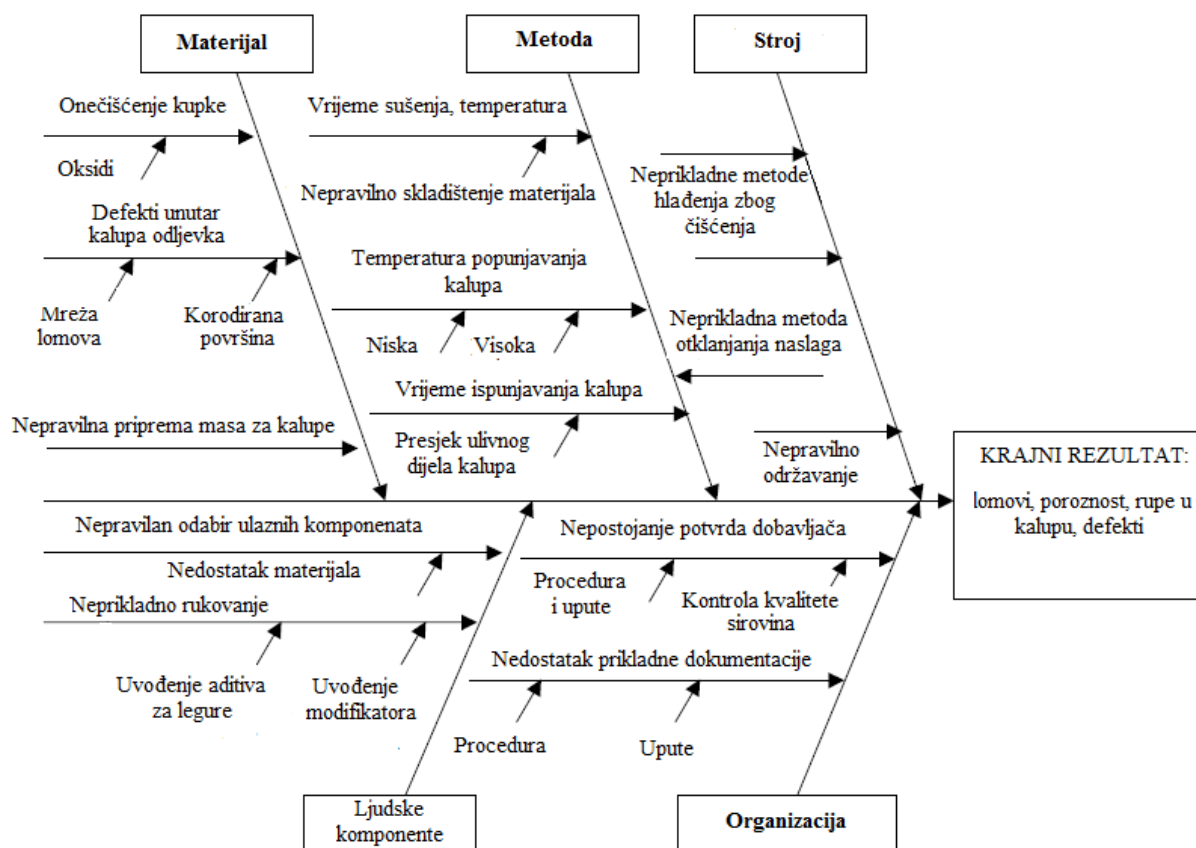 Materijal
Metoda
Stroj
Onečišćenje kupke
Oksidi
Defekti unutar
kalupa odljevka
Mreža
lomova
Korodirana
površina
Nepravilna priprema masa za kalupe
Vrijeme sušenja, temperatura
Nepravilno skladištenje materijala
Temperatura popunjavanja
kalupa
Niska
Visoka
Vrijeme ispunjavanja kalupa
Presjek ulivnog
dijela kalupa
Neprikladne metode
hlađenja zbog
čišćenja
Neprikladna metoda
otklanjanja naslaga
Nepravilno
održavanje
KRAJNI REZULTAT:
lomovi, poroznost, rupe u
kalupu, defekti
Nepravilan odabir ulaznih komponenata
Nedostatak materijala
Neprikladno rukovanje
Uvođenje aditiva
za legure
Uvođenje
modifikatora
Nepostojanje potvrda dobavljača
Procedura
i upute
Kontrola kvalitete
sirovina
Nedostatak prikladne dokumentacije
Procedura
Upute
Ljudske
komponente
Organizacija